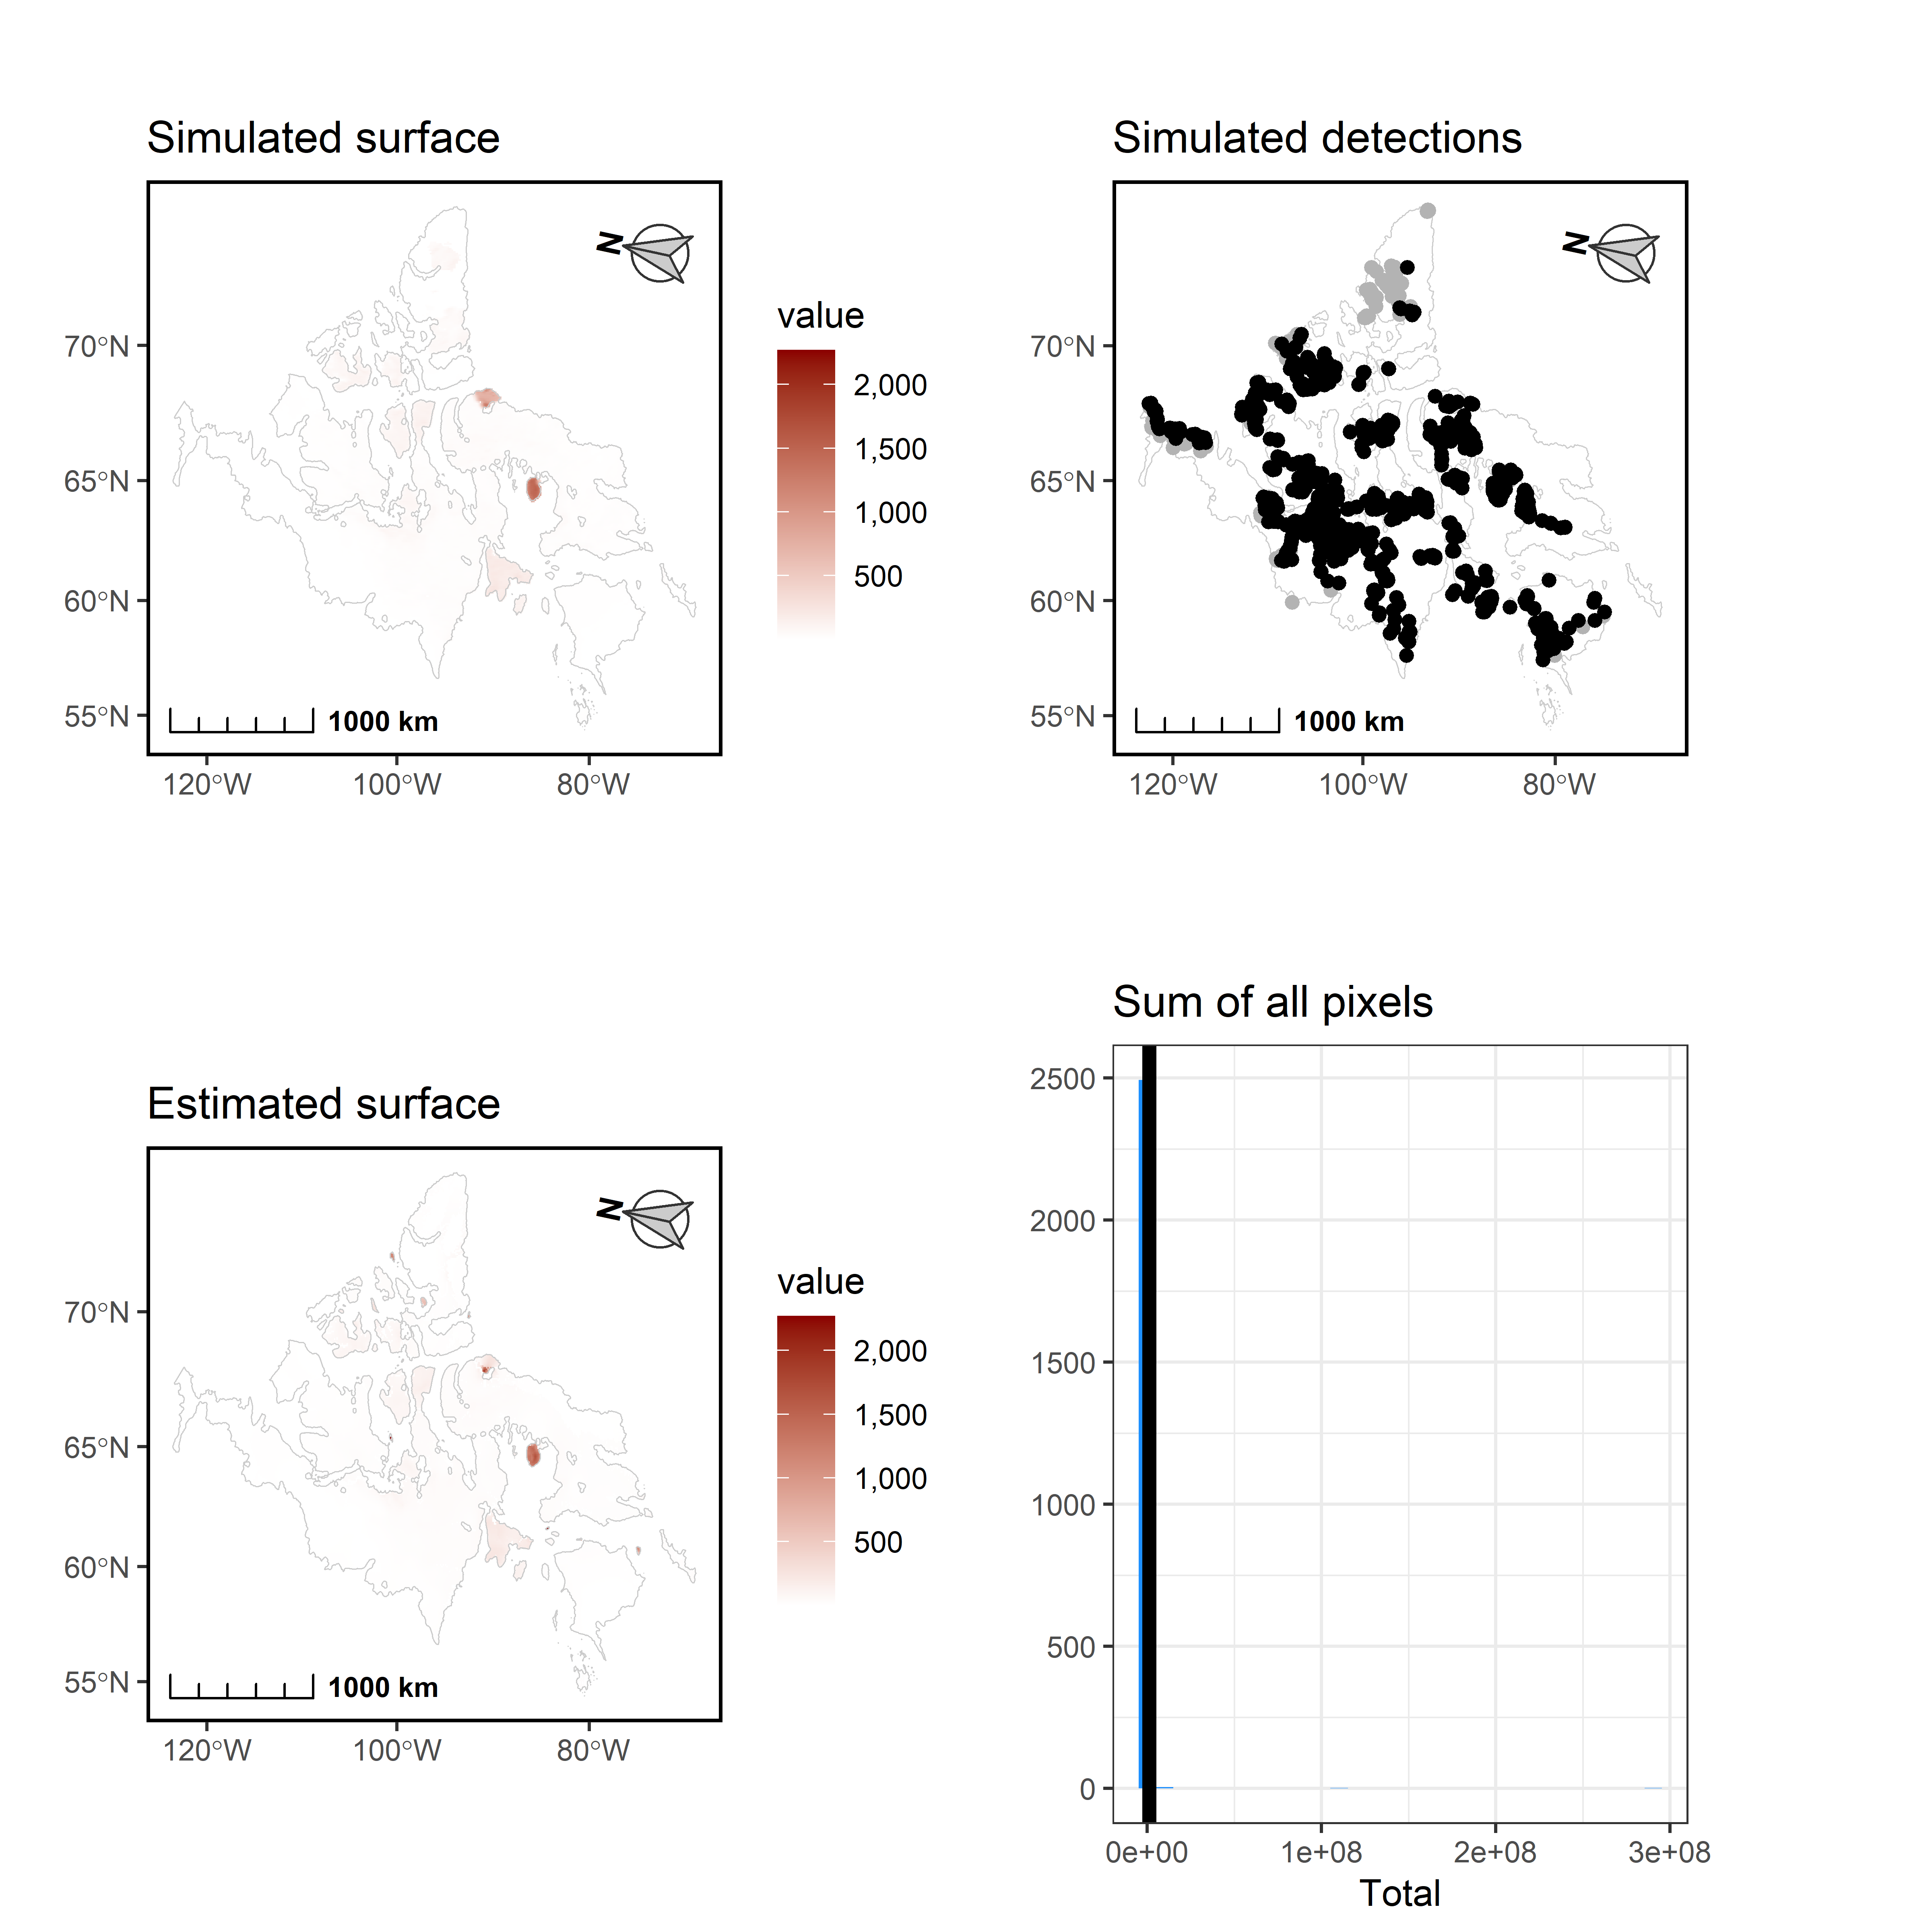 Simulated surface
N
70°N
65°N
60°N
55°N
1000 km
120°W
100°W
80°W
value
2,000
1,500
1,000
500
Simulated detections
N
70°N
65°N
60°N
55°N
1000 km
120°W
100°W
80°W
Estimated surface
N
70°N
65°N
60°N
55°N
1000 km
120°W
100°W
80°W
value
2,000
1,500
1,000
500
Sum of all pixels
2500
2000
1500
1000
500
0
0e+00
1e+08
2e+08
3e+08
Total